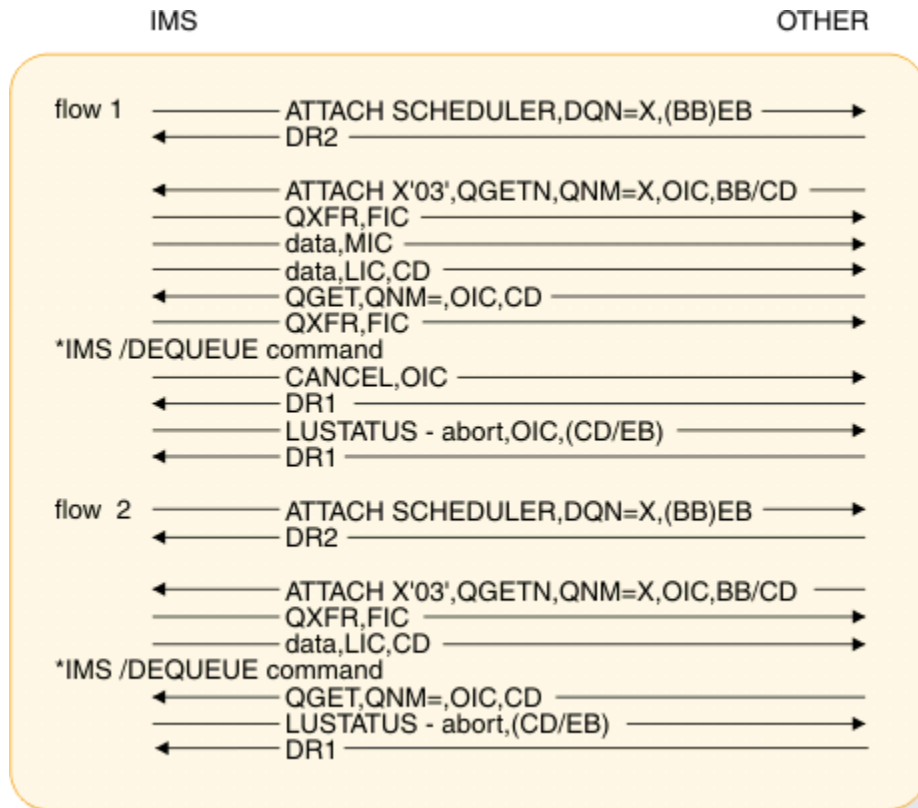 IMS OTHER
flow 1 ATTACH SCHEDULER,DQN=X,(BB)EB
DR2
ATTACH X'03',QGETN,QNM=X,OIC,BB/CD
QXFR,FIC
data,MIC
data,LIC,CD
QGET,QNM=,OIC,CD
QXFR,FIC
*IMS /DEQUEUE command
CANCEL,OIC
DR1
LUSTATUS - abort,OIC,(CD/EB)
DR1
flow 2 ATTACH SCHEDULER,DQN=X,(BB)EB
DR2
ATTACH X'03',QGETN,QNM=X,OIC,BB/CD
QXFR,FIC
data,LIC,CD
*IMS /DEQUEUE command
QGET,QNM=,OIC,CD
LUSTATUS - abort,(CD/EB)
DR1